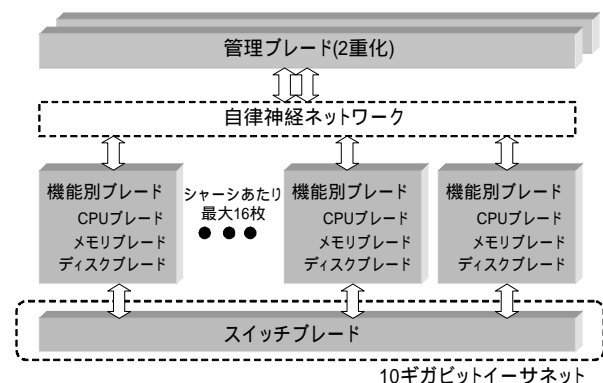 管理ブレード(2重化)
自律神経ネットワーク
機能別ブレード
CPUブレード
メモリブレード
ディスクブレード
シャーシあたり
最大16枚
機能別ブレード
CPUブレード
メモリブレード
ディスクブレード
機能別ブレード
CPUブレード
メモリブレード
ディスクブレード
スイッチブレード
10ギガビットイーサネット